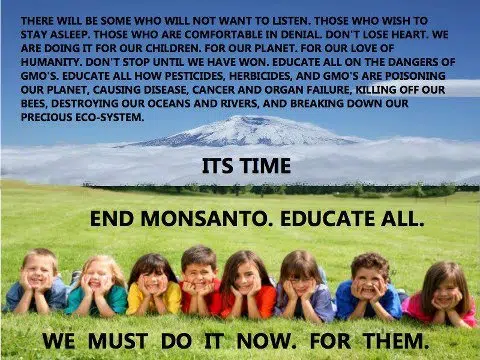 THERE WILL BE SOME WHO WILL NOT WANT TO LISTEN. THOSE WHO WISH TO
STAY ASLEEP. THOSE WHO ARE COMFORTABLE IN DENIAL. DON'T LOSE HEART. WE
ARE DOING IT FOR OUR CHILDREN. FOR OUR PLANET. FOR OUR LOVE OF
HUMANITY. DON'T STOP UNTIL WE HAVE WON. EDUCATE ALL ON THE DANGERS OF
GMO'S. EDUCATE ALL HOW PESTICIDES, HERBICIDES, AND GMO'S ARE POISONING
OUR PLANET, CAUSING DISEASE, CANCER AND ORGAN FAILURE, KILLING OFF OUR
BEES, DESTROYING OUR OCEANS AND RIVERS, AND BREAKING DOWN OUR
PRECIOUS ECO-SYSTEM.
ITS TIME
END MONSANTO. EDUCATE ALL.
WE MUST DO IT NOW. FOR THEM.